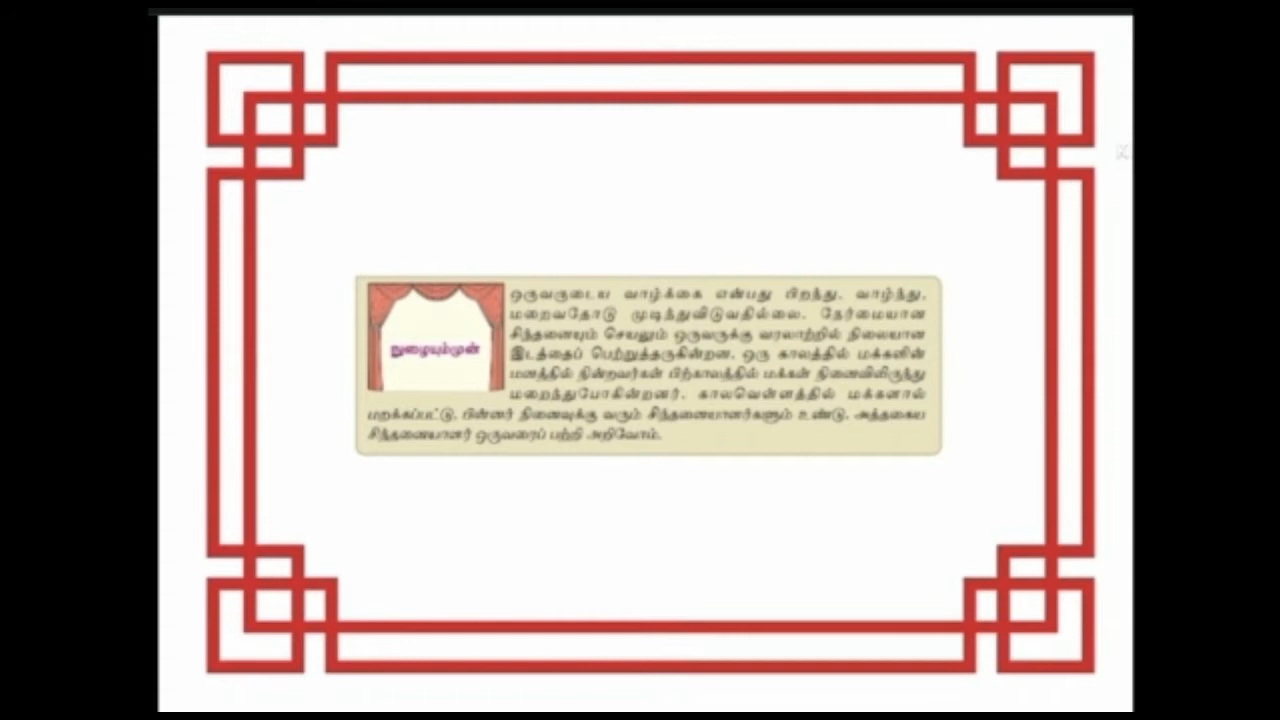 நுழையும்முன்
ஒருவருடைய வாழ்க்கை என்பது பிறந்து, வாழ்ந்து,
மறைவதோடு முடிந்துவிடுவதில்லை. நேர்மையான
சிந்தனையும் செயலும் ஒருவருக்கு வரலாற்றில் நிலையான
இடத்தைப் பெற்றுத்தருகின்றன. ஒரு காலத்தில் மக்களின்
மனத்தில் நின்றவர்கள் பிற்காலத்தில் மக்கள் நினைவிலிருந்து
மறைந்துபோகின்றனர். காலவெள்ளத்தில் மக்களால்
மறக்கப்பட்டு, பின்னர் நினைவுக்கு வரும் சிந்தனையாளர்களும் உண்டு. அத்தகைய
சிந்தனையாளர் ஒருவரைப் பற்றி அறிவோம்.